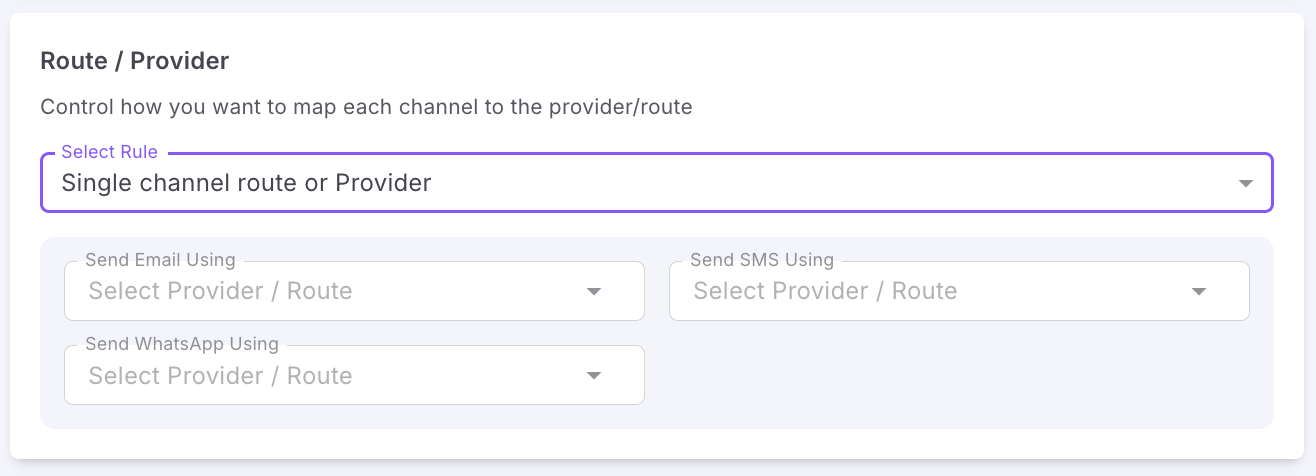 Route / Provider
Control how you want to map each channel to the provider/route
Select Rule
Single channel route or Provider
Send Email Using
Select Provider / Route
Send SMS Using
Select Provider / Route
Send WhatsApp Using
Select Provider / Route